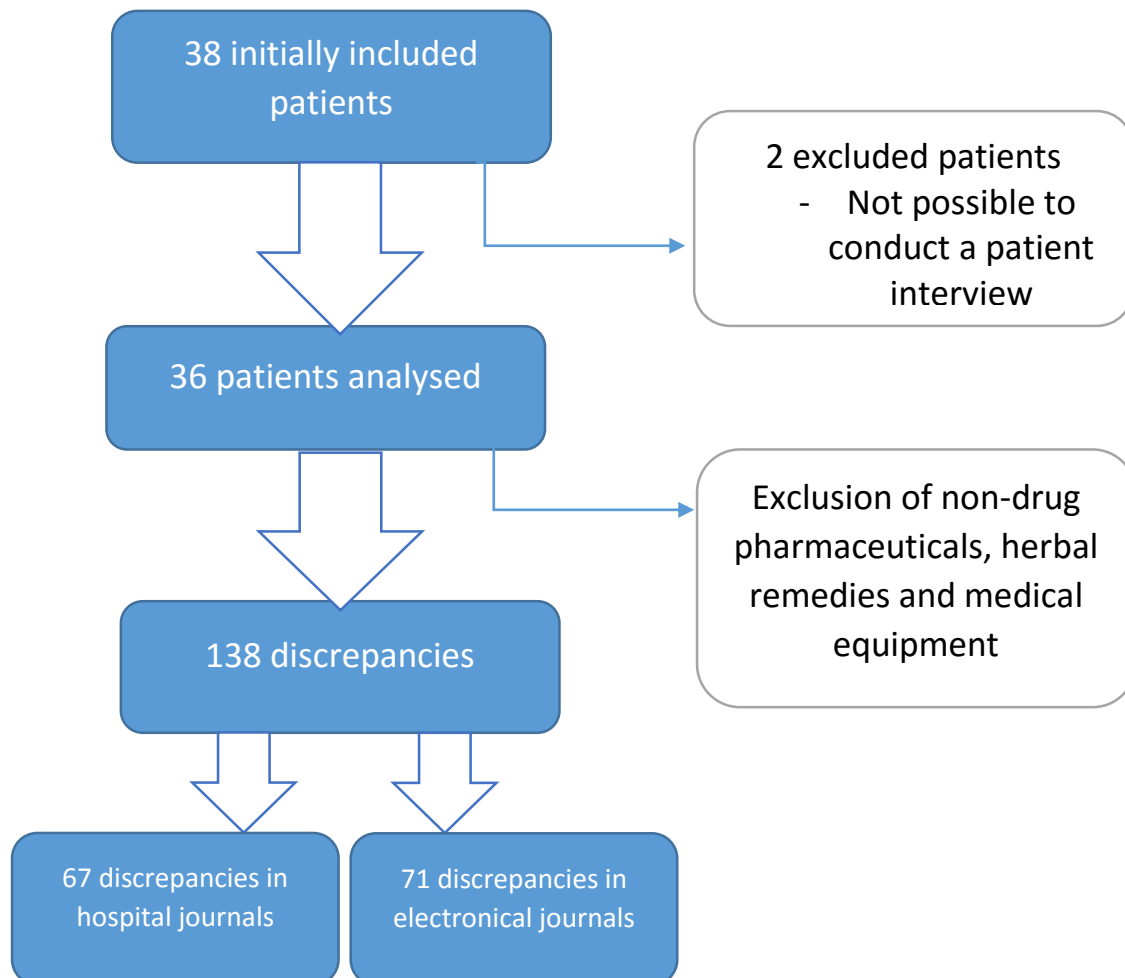 38 initially included
patients
2 excluded patients
- Not possible to
conduct a patient
interview
36 patients analysed
Exclusion of non-drug
pharmaceuticals, herbal
remedies and medical
equipment
138 discrepancies
67 discrepancies in
hospital journals
71 discrepancies in
electronical journals